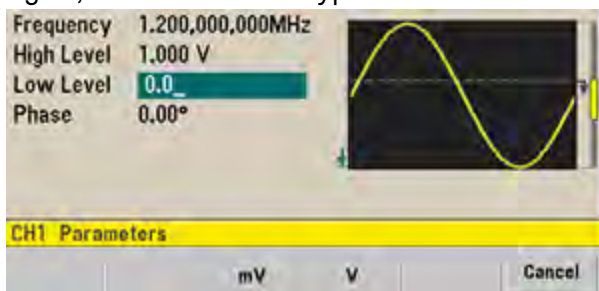 Frequency 1.200,000,000MHz
High Level 1.000 V
Low Level 0.0_
Phase 0.00°
CH1 Parameters
mV V Cancel